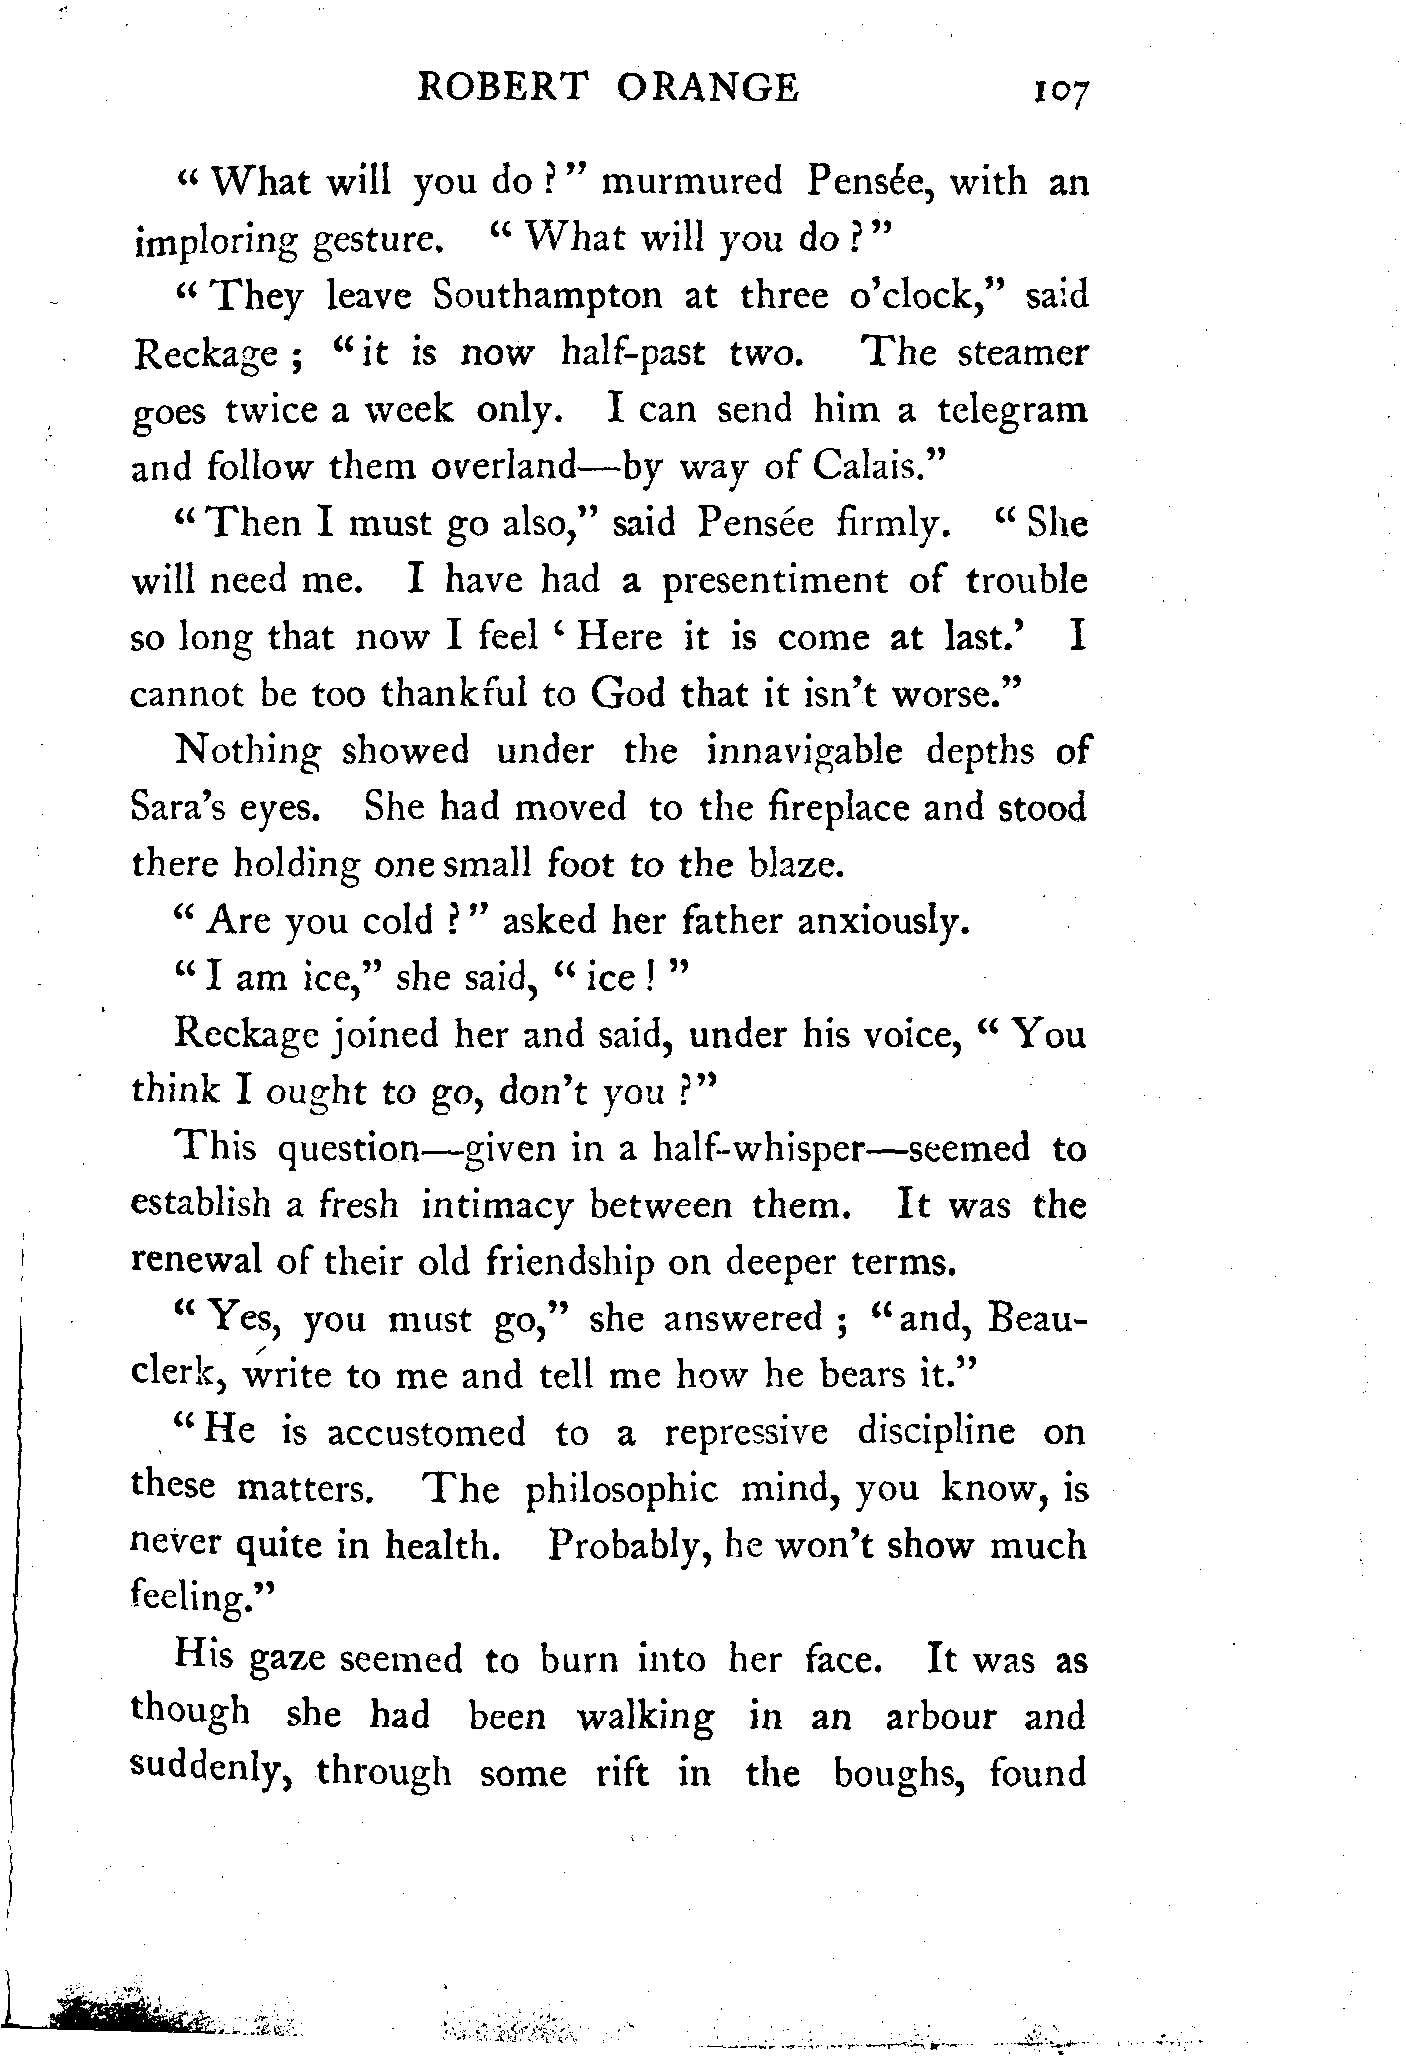 ROBERT ORANGE 107
“What will you do?” murmured Pensée, with an
imploring gesture. “What will you do?”
“They leave Southampton at three o'clock,” said
Reckage; “it is now half-past two. The steamer
goes twice a week only. I can send him a telegram
and follow them overland—by way of Calais.”
“Then I must go also,” said Pensée firmly. “She
will need me. I have had a presentiment of trouble
so long that now I feel ‘Here it is come at last.’ I
cannot be too thankful to God that it isn't worse.”
Nothing showed under the innavigable depths of
Sara's eyes. She had moved to the fireplace and stood
there holding one small foot to the blaze.
“Are you cold?” asked her father anxiously.
“I am ice,” she said, “ice!”
Reckage joined her and said, under his voice, “You
think I ought to go, don't you?”
This question—given in a half-whisper—seemed to
establish a fresh intimacy between them. It was the
renewal of their old friendship on deeper terms.
“Yes, you must go,” she answered; “and, Beau-
clerk, write to me and tell me how he bears it.”
“He is accustomed to a repressive discipline on
these matters. The philosophic mind, you know, is
never quite in health. Probably, he won't show much
feeling.”
His gaze seemed to burn into her face. It was as
though she had been walking in an arbour and
suddenly, through some rift in the boughs, found